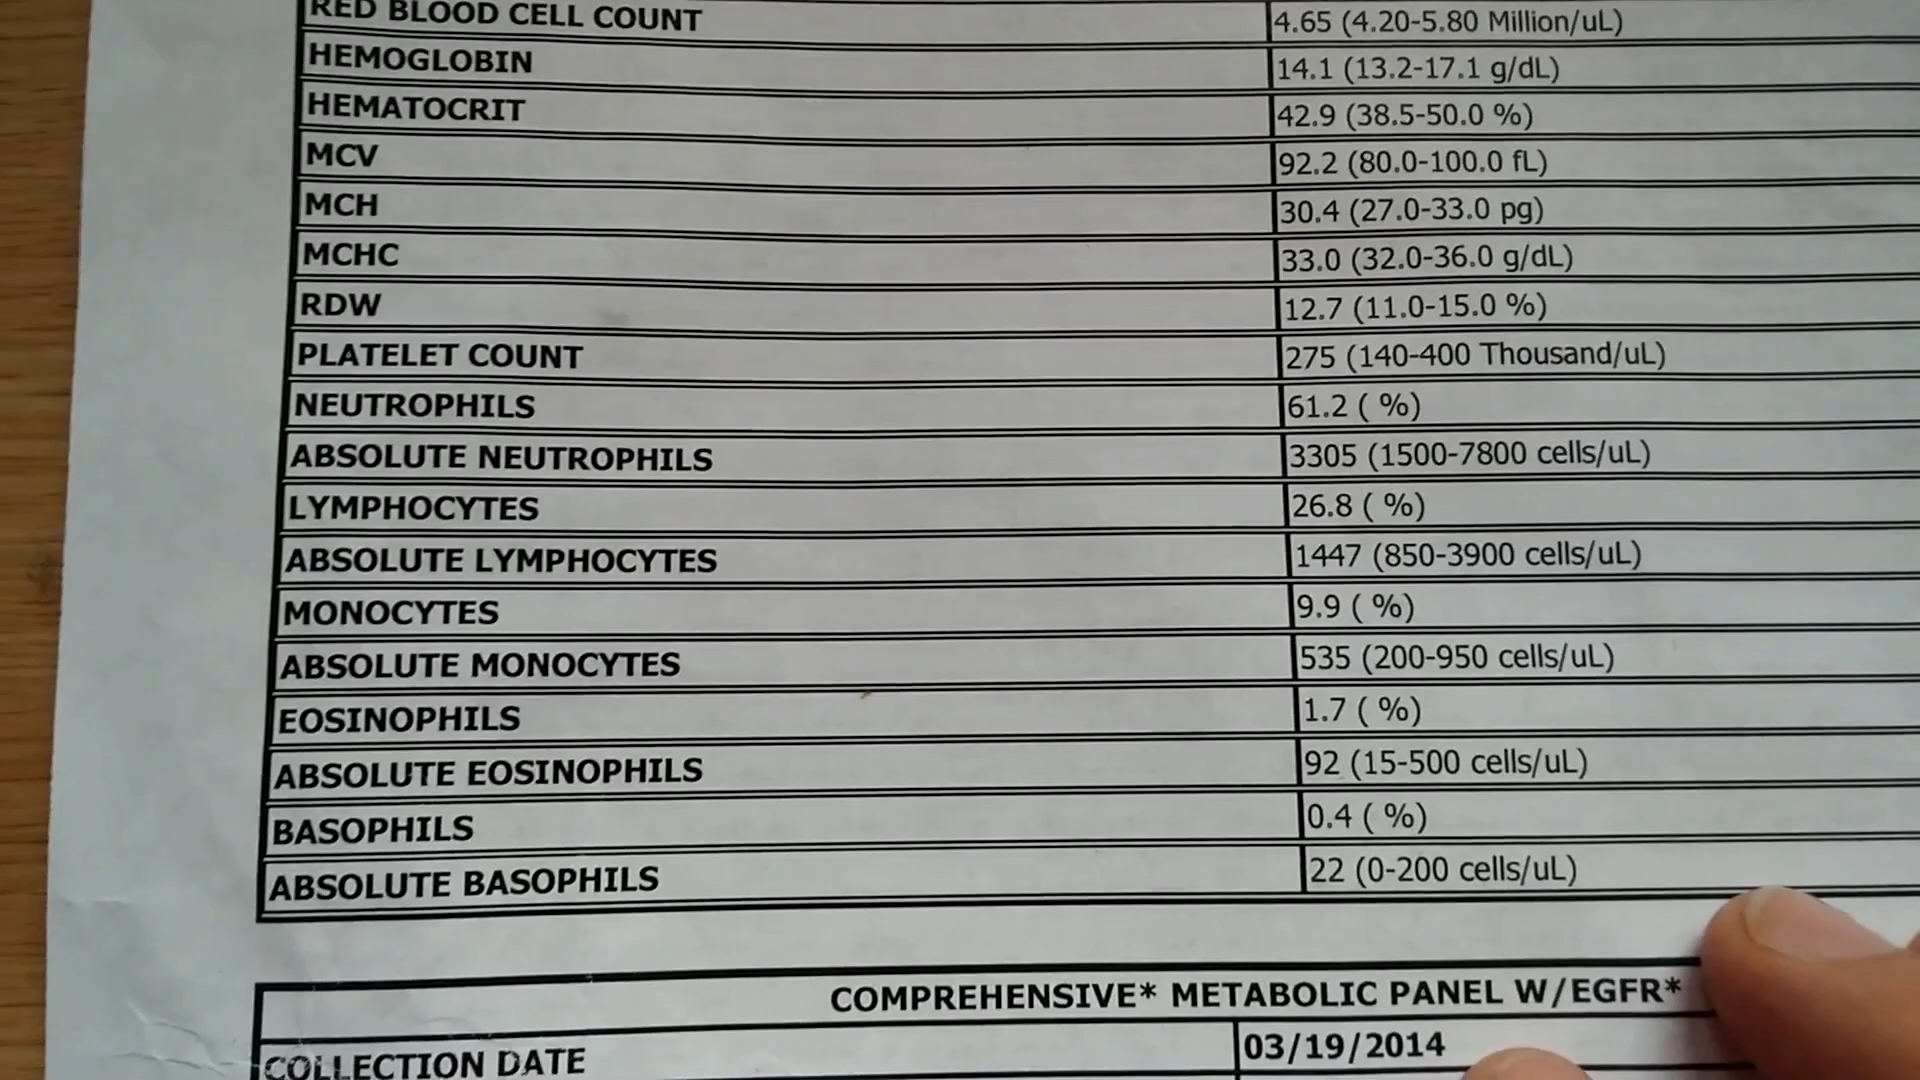 RED BLOOD CELL COUNT 4.65 (4.20-5.80 Million/uL)
HEMOGLOBIN 14.1 (13.2-17.1 g/dL)
HEMATOCRIT 42.9 (38.5-50.0 %)
MCV 92.2 (80.0-100.0 fL)
MCH 30.4 (27.0-33.0 pg)
MCHC 33.0 (32.0-36.0 g/dL)
RDW 12.7 (11.0-15.0 %)
PLATELET COUNT 275 (140-400 Thousand/uL)
NEUTROPHILS 61.2 ( %)
ABSOLUTE NEUTROPHILS 3305 (1500-7800 cells/uL)
LYMPHOCYTES 26.8 ( %)
ABSOLUTE LYMPHOCYTES 1447 (850-3900 cells/uL)
MONOCYTES 9.9 ( %)
ABSOLUTE MONOCYTES 535 (200-950 cells/uL)
EOSINOPHILS 1.7 ( %)
ABSOLUTE EOSINOPHILS 92 (15-500 cells/uL)
BASOPHILS 0.4 ( %)
ABSOLUTE BASOPHILS 22 (0-200 cells/uL)
COMPREHENSIVE* METABOLIC PANEL W/EGFR*
COLLECTION DATE 03/19/2014